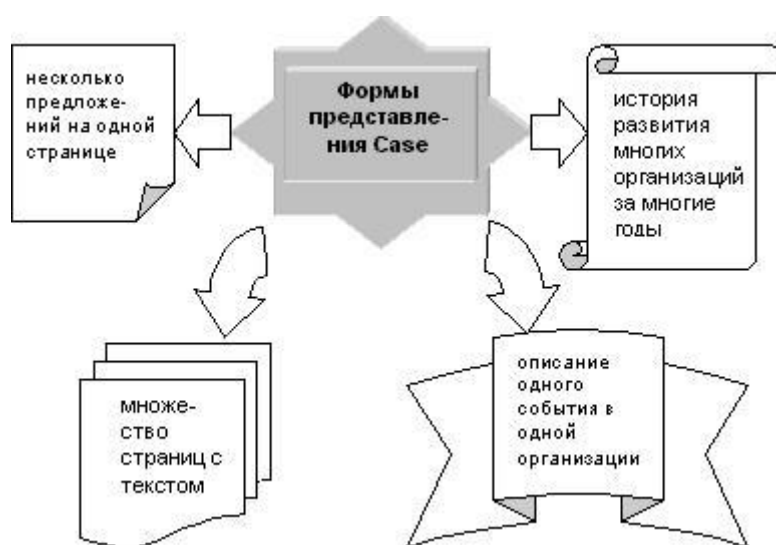 Формы
представле-
ния Case
несколько
предложе-
ний на одной
странице
история
развития
многих
организаций
за многие
годы
множе-
ство
страниц с
текстом
описание
одного
события в
одной
организации